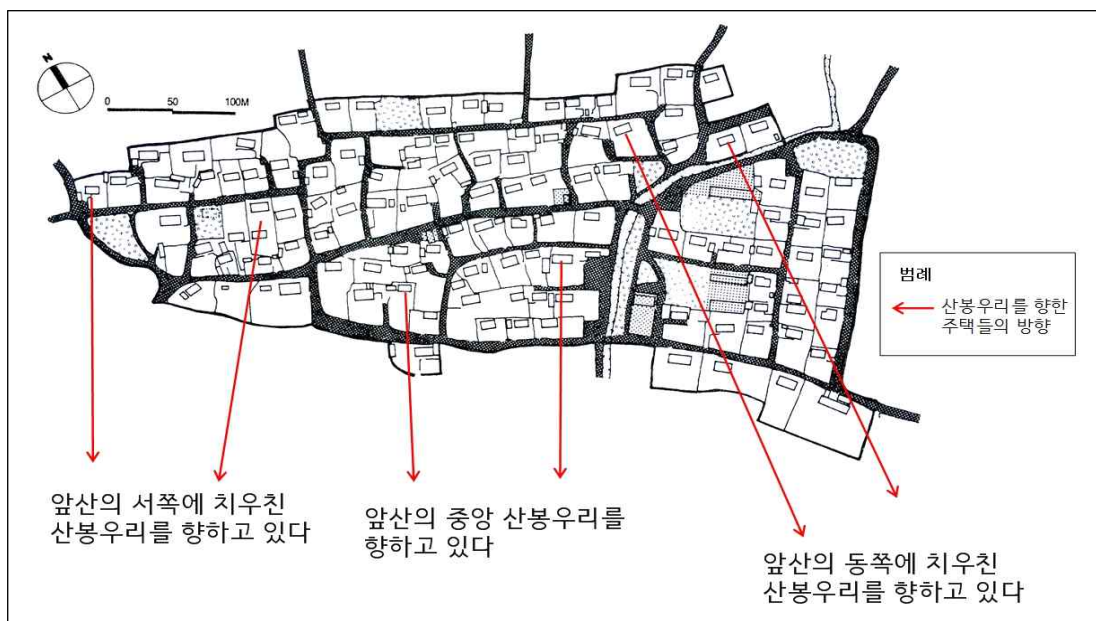 N
0 50 100M
범례
산봉우리를 향한
주택들의 방향
앞산의 서쪽에 치우친
산봉우리를 향하고 있다
앞산의 중앙 산봉우리를
향하고 있다
앞산의 동쪽에 치우친
산봉우리를 향하고 있다